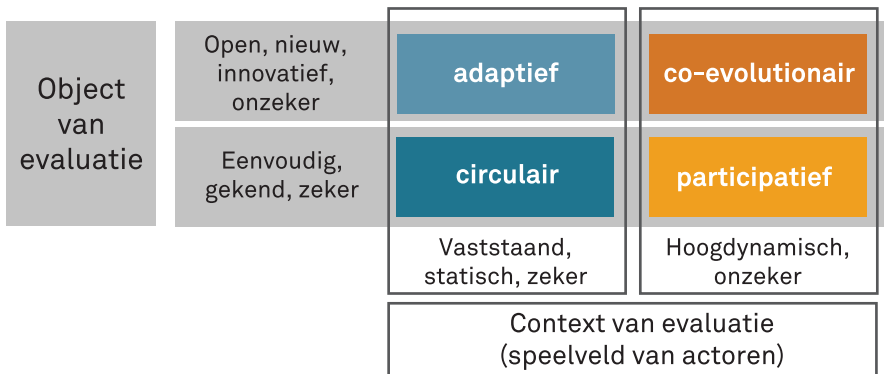 Object
van
evaluatie
Open, nieuw,
innovatief,
onzeker
adaptief
co-evolutionair
Eenvoudig,
gekend, zeker
circulair
participatief
Vaststaand,
statisch, zeker
Hoogdynamisch,
onzeker
Context van evaluatie
(speelveld van actoren)